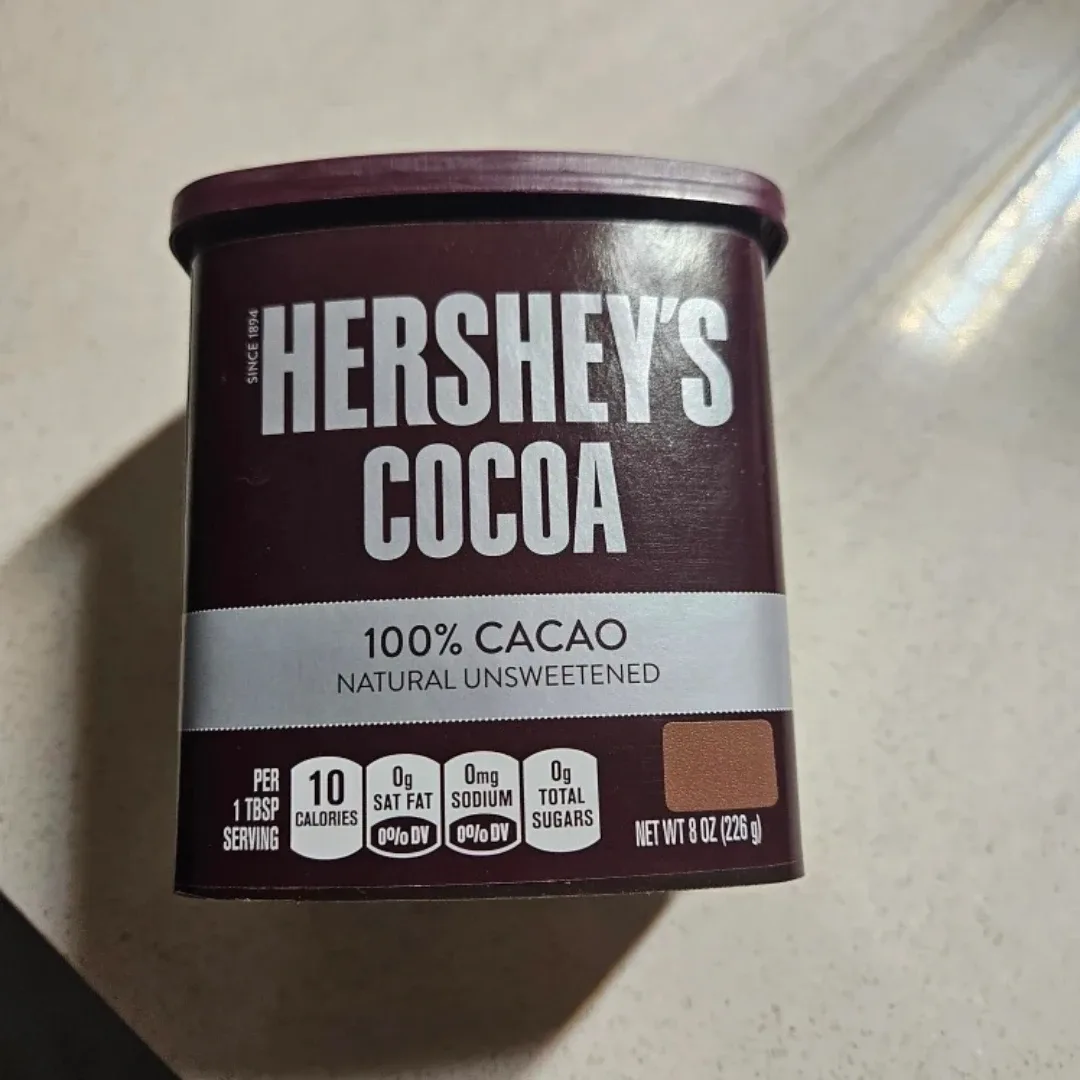 SINCE 1894
HERSHEY'S
COCOA
100% CACAO
NATURAL UNSWEETENED
PER
1 TBSP
SERVING
10
CALORIES
0g
SAT FAT
0% DV
0mg
SODIUM
0% DV
0g
TOTAL
SUGARS
NET WT 8 OZ (226 g)